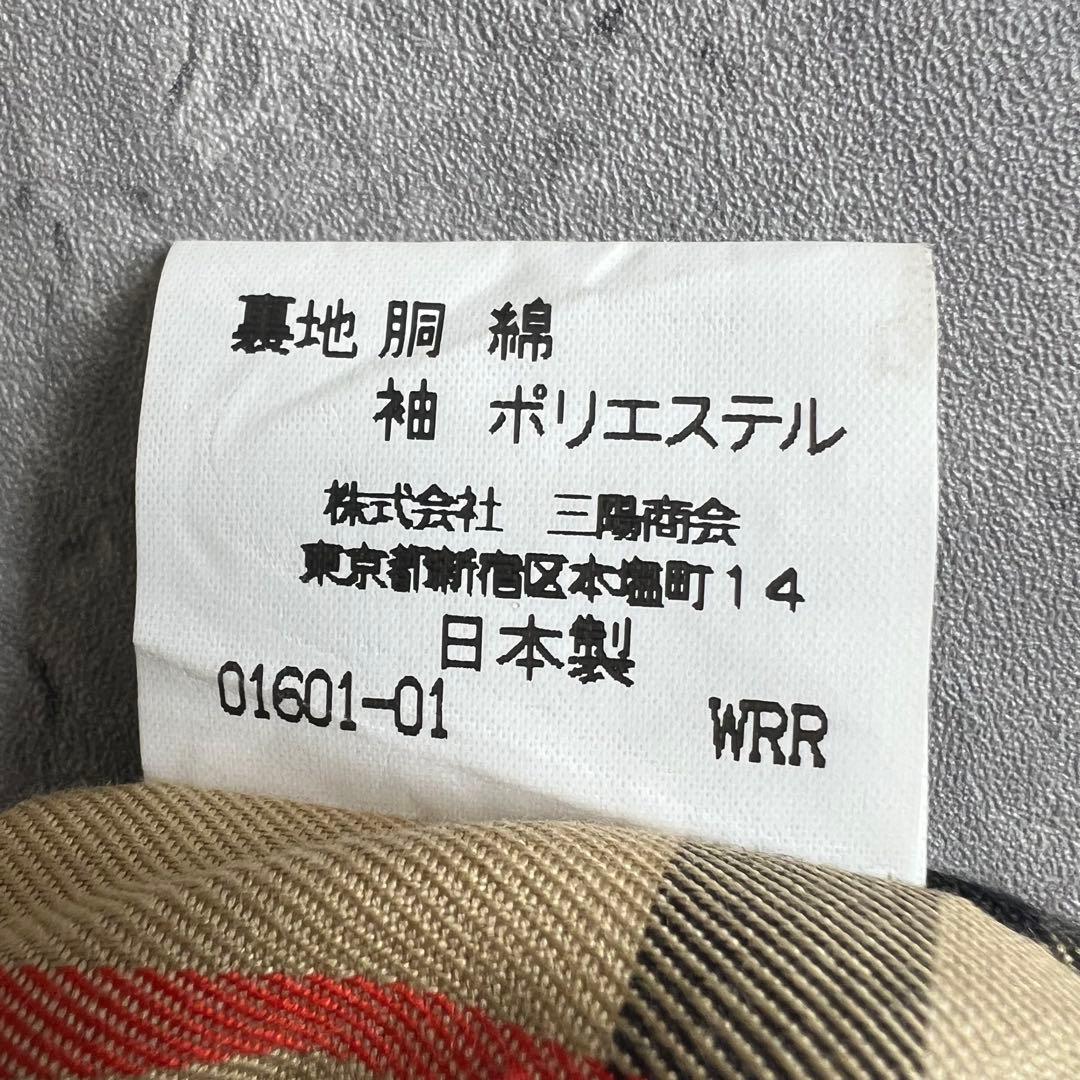 裏地 胴 綿
袖 ポリエステル
株式会社 三陽商会
東京都新宿区本塩町14
日本製
01601-01 WRR